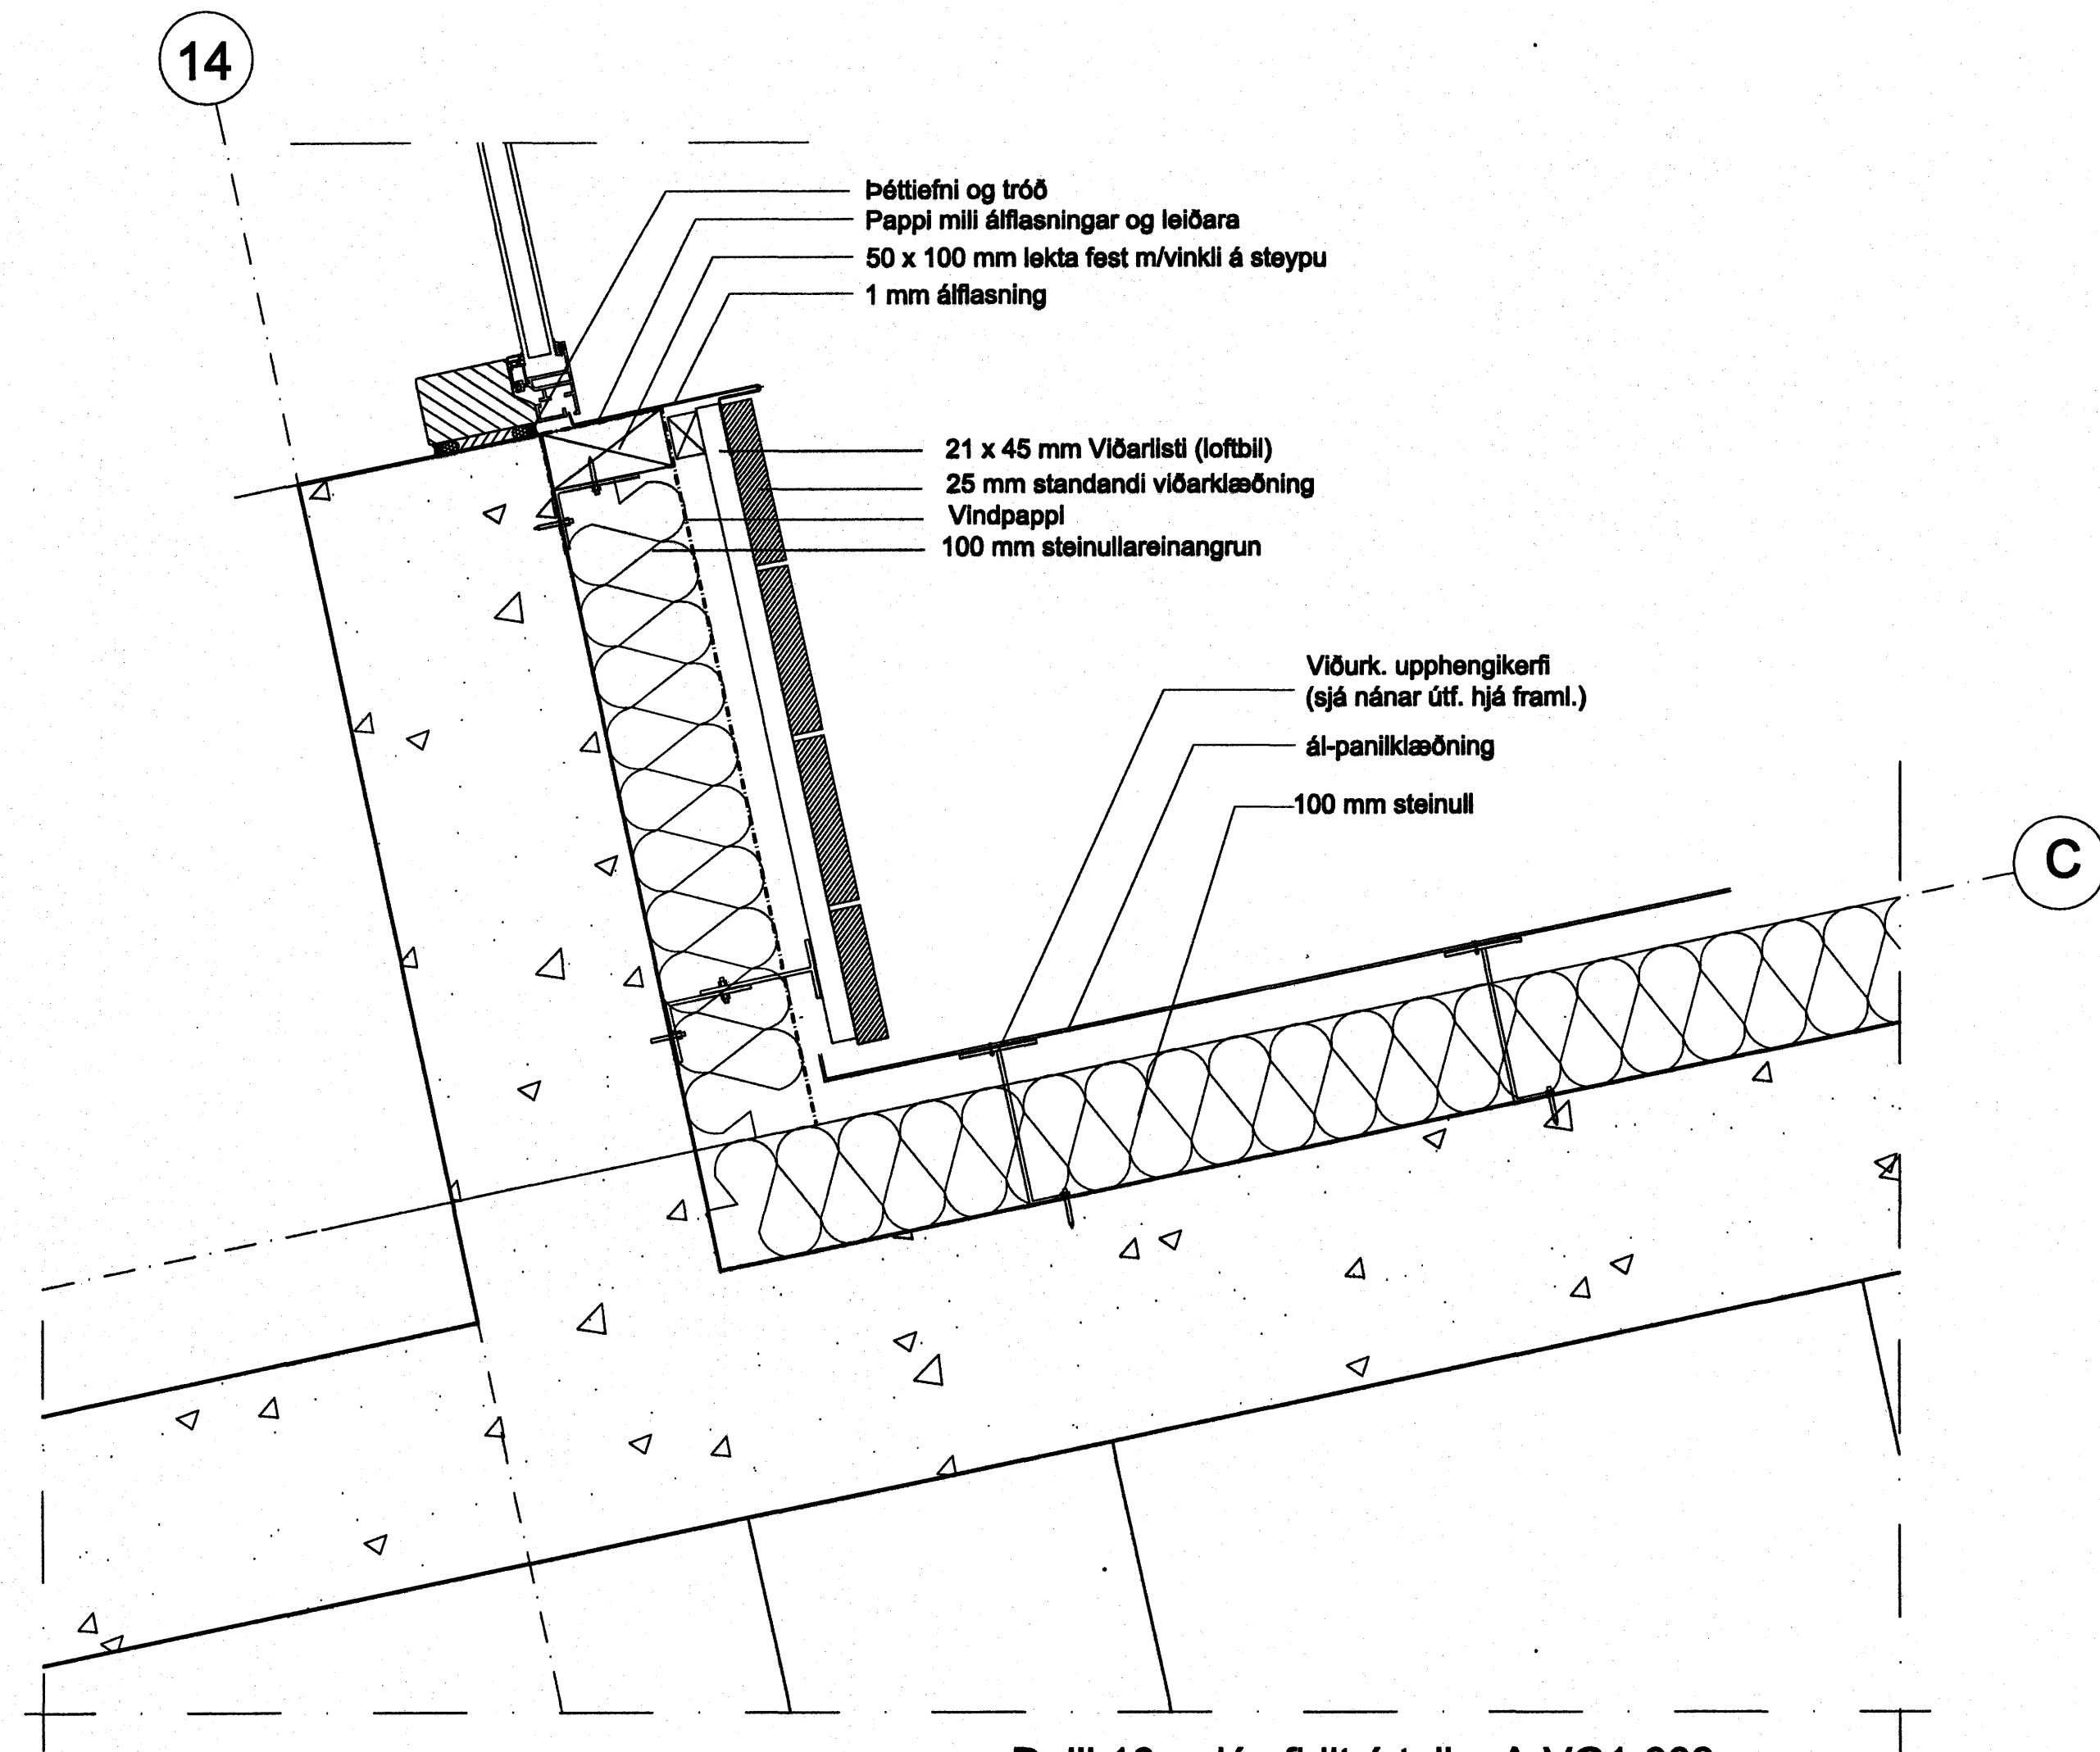 14
Þéttiefni og tróð
Pappi mili álflasningar og leiðara
50 x 100 mm lekta fest m/vinkli á steypu
1 mm álflasning
21 x 45 mm Viðarlisti (loftbil)
25 mm standandi viðarklæðning
Vindpappi
100 mm steinullareinangrun
Viðurk. upphengikerfi
(sjá nánar útf. hjá framl.)
ál-panilklæðning
100 mm steinull
C